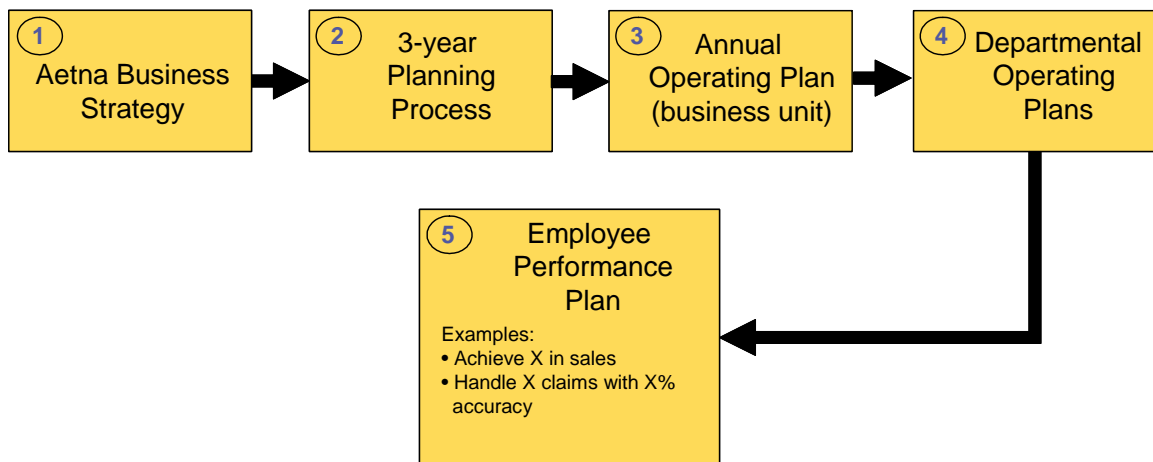 1
Aetna Business
Strategy
2
3-year
Planning
Process
3
Annual
Operating Plan
(business unit)
4
Departmental
Operating
Plans
5
Employee
Performance
Plan
Examples:
• Achieve X in sales
• Handle X claims with X%
accuracy